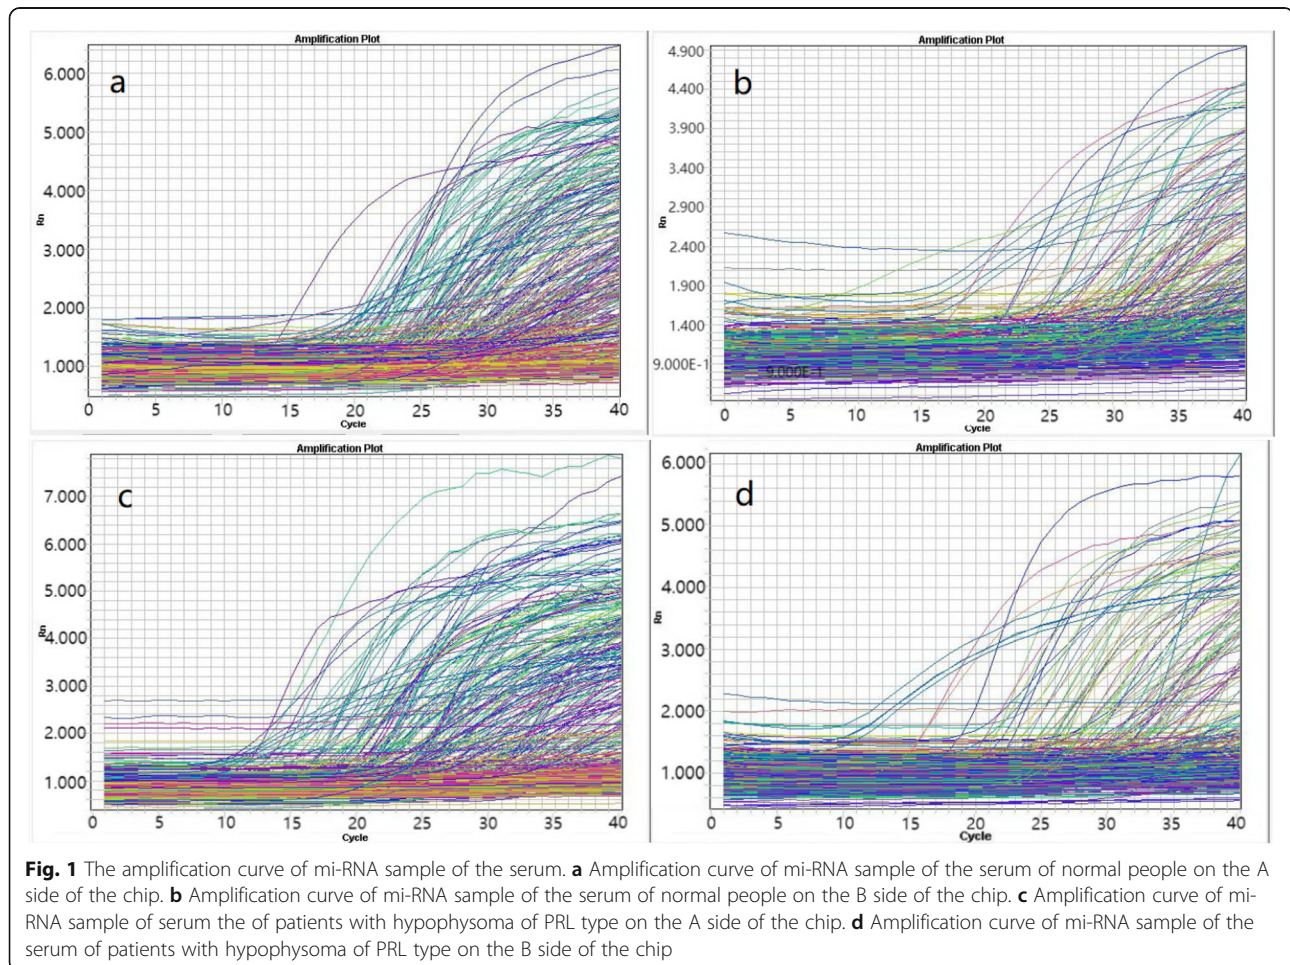 Amplification Plot
a
6.000
5.000
4.000
Rn
3.000
2.000
1.000
0 5 10 15 20 25 30 35 40
Cycle
Amplification Plot
b
4.900
4.400
3.900
3.400
2.900
Rn
2.400
1.900
1.400
9.000E-1
9.000E-1
0 5 10 15 20 25 30 35 40
Cycle
Amplification Plot
c
7.000
6.000
5.000
4.000
Rn
3.000
2.000
1.000
0 5 10 15 20 25 30 35 40
Cycle
Amplification Plot
d
6.000
5.000
4.000
Rn
3.000
2.000
1.000
0 5 10 15 20 25 30 35 40
Cycle
Fig. 1 The amplification curve of mi-RNA sample of the serum. a Amplification curve of mi-RNA sample of the serum of normal people on the A
side of the chip. b Amplification curve of mi-RNA sample of the serum of normal people on the B side of the chip. c Amplification curve of mi-
RNA sample of serum the of patients with hypophysoma of PRL type on the A side of the chip. d Amplification curve of mi-RNA sample of the
serum of patients with hypophysoma of PRL type on the B side of the chip